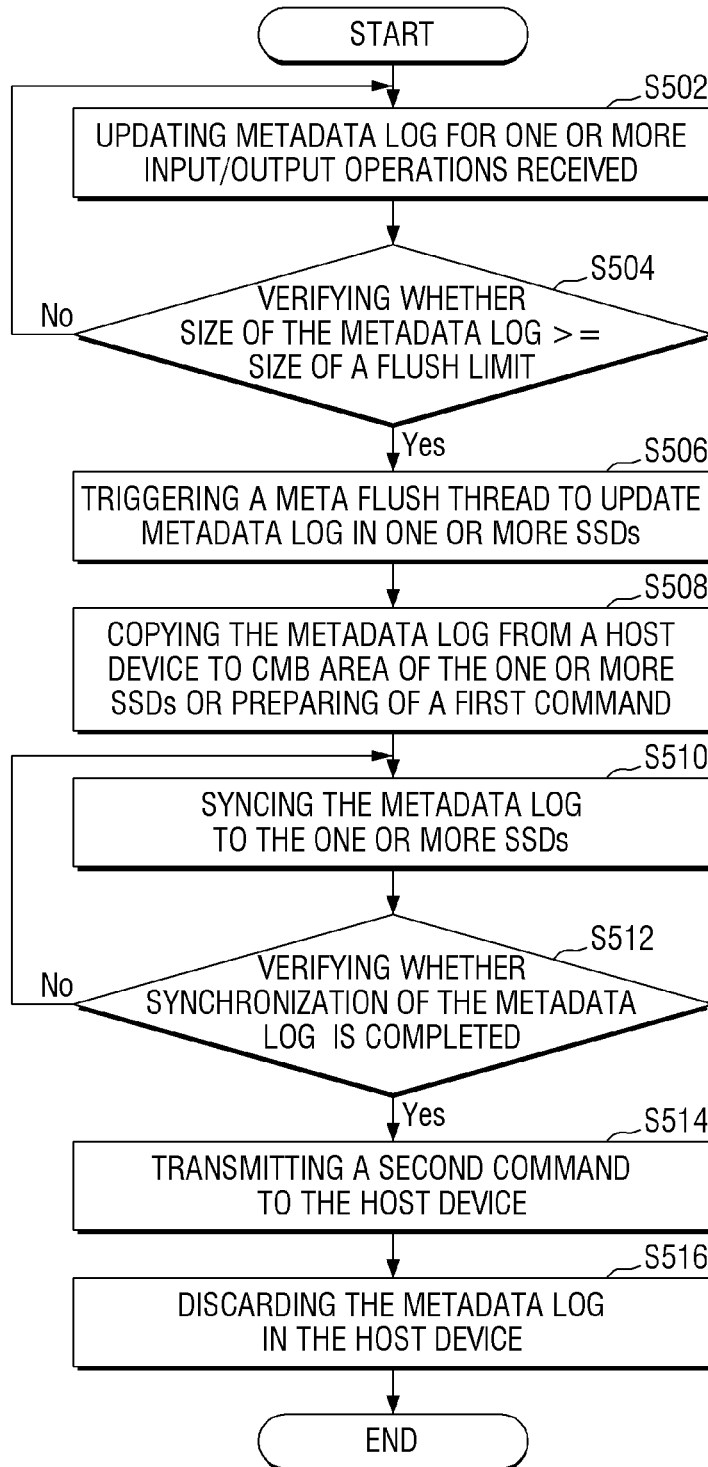 START
S502
UPDATING METADATA LOG FOR ONE OR MORE
INPUT/OUTPUT OPERATIONS RECEIVED
S504
VERIFYING WHETHER
SIZE OF THE METADATA LOG >=
SIZE OF A FLUSH LIMIT
No
Yes
S506
TRIGGERING A META FLUSH THREAD TO UPDATE
METADATA LOG IN ONE OR MORE SSDs
S508
COPYING THE METADATA LOG FROM A HOST
DEVICE TO CMB AREA OF THE ONE OR MORE
SSDs OR PREPARING OF A FIRST COMMAND
S510
SYNCING THE METADATA LOG
TO THE ONE OR MORE SSDs
S512
VERIFYING WHETHER
SYNCHRONIZATION OF THE METADATA
LOG IS COMPLETED
No
Yes
S514
TRANSMITTING A SECOND COMMAND
TO THE HOST DEVICE
S516
DISCARDING THE METADATA LOG
IN THE HOST DEVICE
END